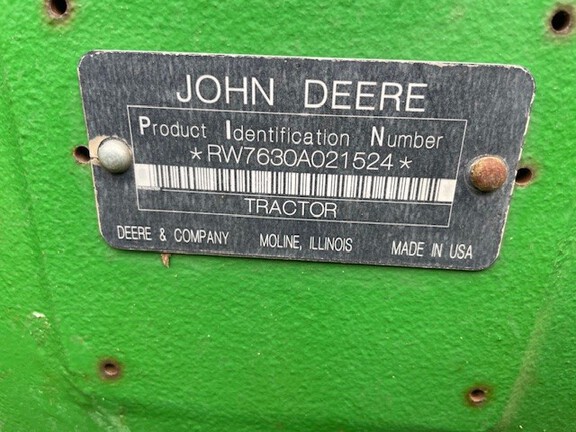 JOHN DEERE
Product Identification Number
*RW7630A021524*
TRACTOR
DEERE & COMPANY MOLINE, ILLINOIS MADE IN USA